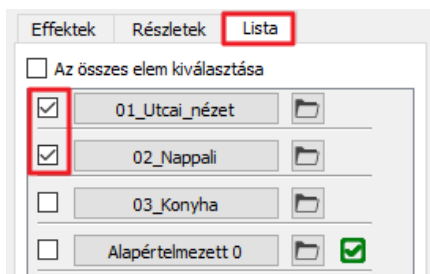 Effektek Részletek Lista
Az összes elem kiválasztása
01_Utcai_nézet
02_Nappali
03_Konyha
Alapértelmezett 0